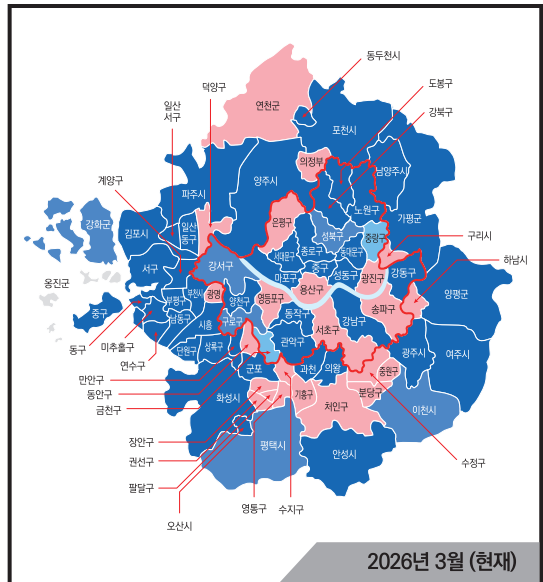 동두천시
덕양구
도봉구
연천군
일산
서구
강북구
포천시
의정부
남양주시
계양구
양주시
파주시
노원구
가평군
강화군
은평구
성북구
일산
동구
중랑구
구리시
김포시
서대문구
종로구
동대문구
하남시
서구
강서구
중구
성동구
강동구
옹진군
마포구
광진구
양평군
부천시
광명
영등포구
용산구
송파구
부평구
양천구
중구
남동구
시흥
구로구
동작구
서초구
강남구
동구
미추홀구
관악구
연수구
단원구
상록구
광주시
여주시
만안구
군포
과천
의왕
중원구
동안구
분당구
금천구
화성시
기흥구
처인구
이천시
장안구
평택시
권선구
안성시
수정구
팔달구
오산시
영통구
수지구
2026년 3월 (현재)